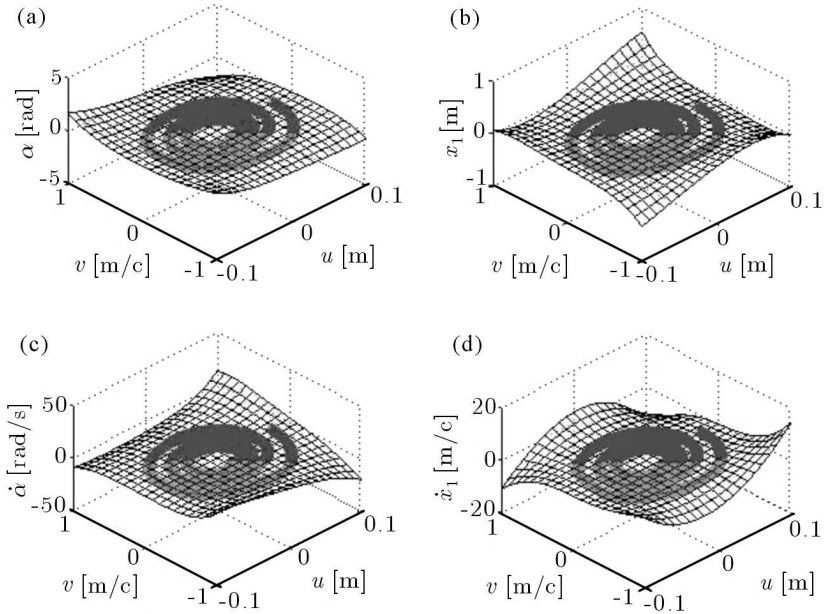 (a)
α [rad]
5
0
-5
1
0
-1
v [m/c]
-0.1
0
0.1
u [m]
(b)
x₁ [m]
1
0
-1
1
0
-1
v [m/c]
-0.1
0
0.1
u [m]
(c)
α̇ [rad/s]
50
0
-50
1
0
-1
v [m/c]
-0.1
0
0.1
u [m]
(d)
ẋ₁ [m/c]
20
0
-20
1
0
-1
v [m/c]
-0.1
0
0.1
u [m]